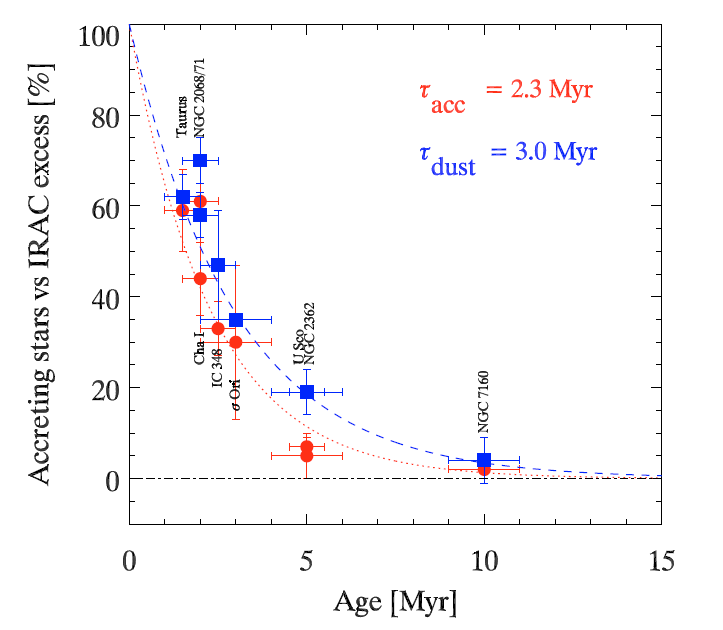 Accreting stars vs IRAC excess [%]
100
80
60
40
20
0
0
5
10
15
Age [Myr]
τacc = 2.3 Myr
τdust = 3.0 Myr
Taurus
NGC 2068/71
Cha I
IC 348
σ Ori
U Sco
NGC 2362
NGC 7160